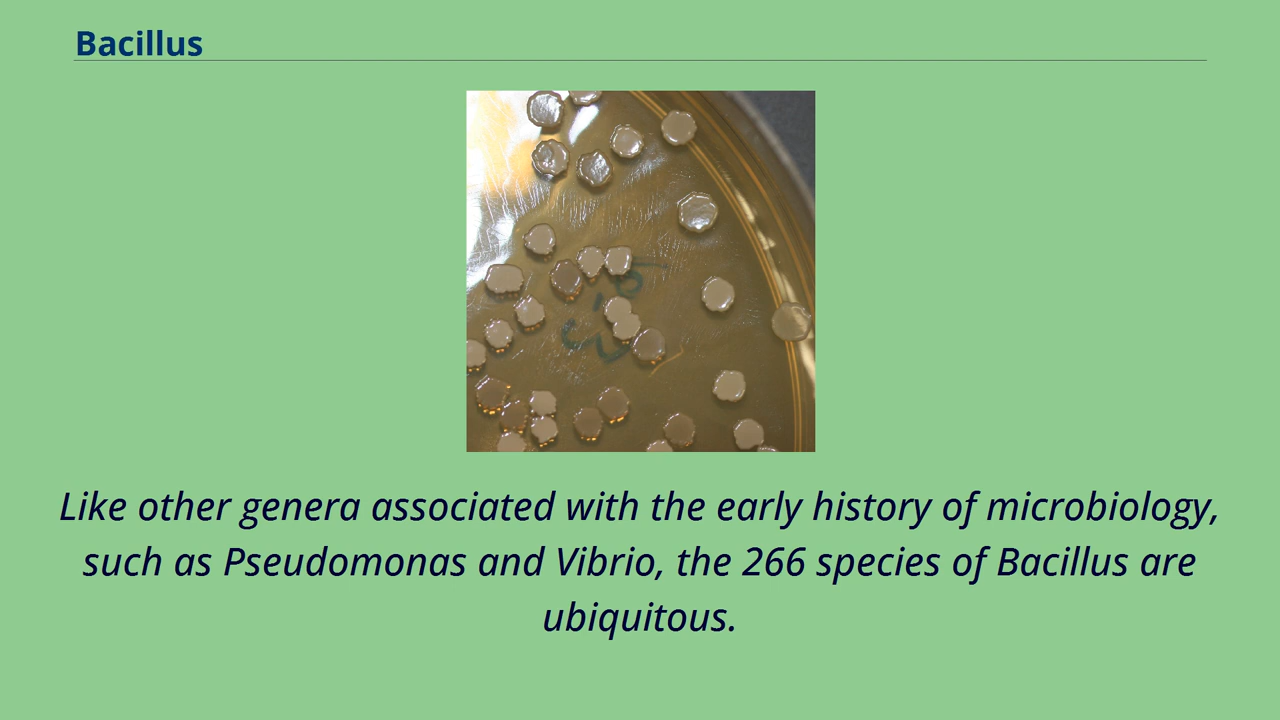 Bacillus
Like other genera associated with the early history of microbiology,
such as Pseudomonas and Vibrio, the 266 species of Bacillus are
ubiquitous.